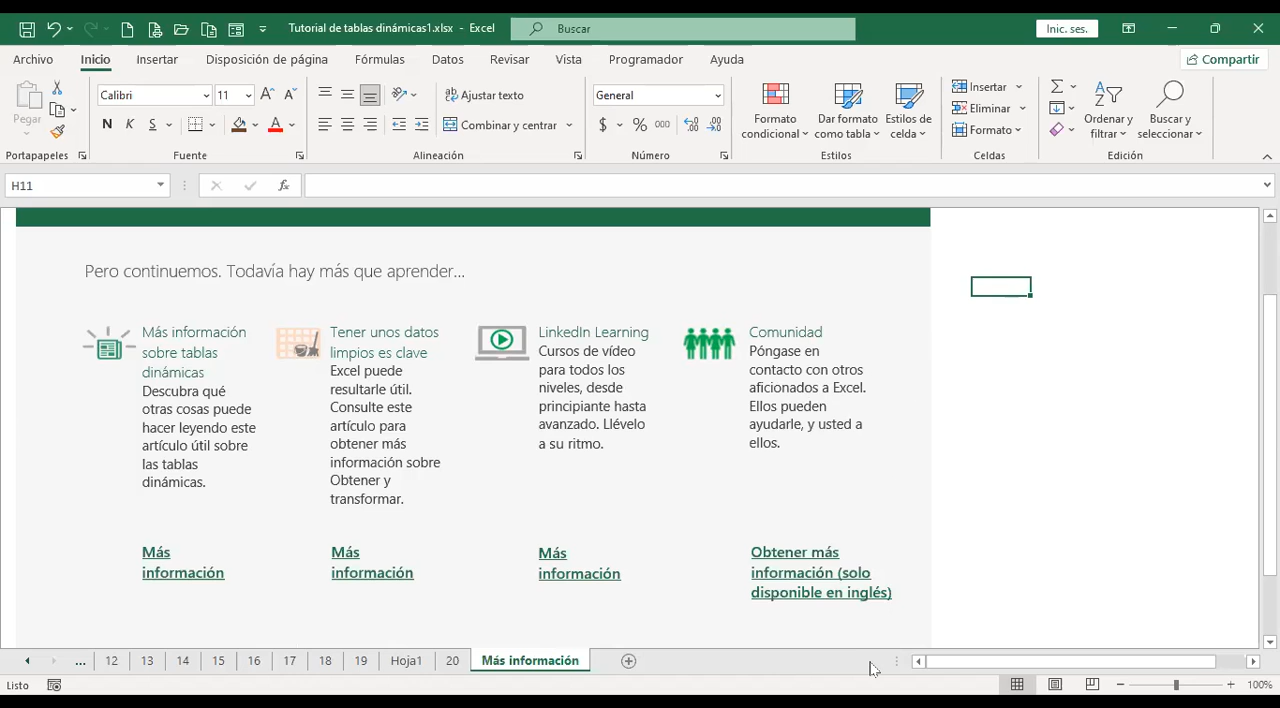 Tutorial de tablas dinámicas1.xlsx - Excel
Buscar
Inic. ses.
Archivo Inicio Insertar Disposición de página Fórmulas Datos Revisar Vista Programador Ayuda
Compartir
Pegar
Portapapeles
Calibri 11
N K S
Fuente
Ajustar texto
Combinar y centrar
Alineación
General
$ % 000
Número
Formato
condicional
Dar formato
como tabla
Estilos de
celda
Estilos
Insertar
Eliminar
Formato
Celdas
Ordenar y
filtrar
Buscar y
seleccionar
Edición
H11
fx
Pero continuemos. Todavía hay más que aprender...
Más información
sobre tablas
dinámicas
Descubra qué
otras cosas puede
hacer leyendo este
artículo útil sobre
las tablas
dinámicas.
Más
información
Tener unos datos
limpios es clave
Excel puede
resultarle útil.
Consulte este
artículo para
obtener más
información sobre
Obtener y
transformar.
Más
información
LinkedIn Learning
Cursos de vídeo
para todos los
niveles, desde
principiante hasta
avanzado. Llévelo
a su ritmo.
Más
información
Comunidad
Póngase en
contacto con otros
aficionados a Excel.
Ellos pueden
ayudarle, y usted a
ellos.
Obtener más
información (solo
disponible en inglés)
... 12 13 14 15 16 17 18 19 Hoja1 20 Más información
Listo
100%